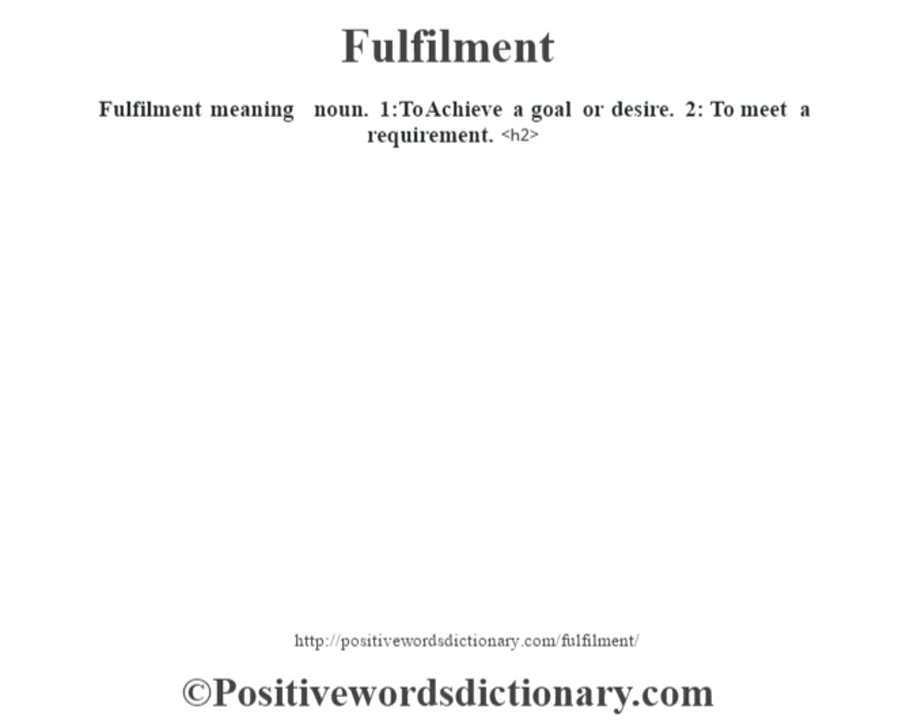 Fulfilment
Fulfilment meaning noun. 1:ToAchieve a goal or desire. 2: To meet a
requirement. <h2>
http://positivewordsdictionary.com/fulfilment/
©Positivewordsdictionary.com